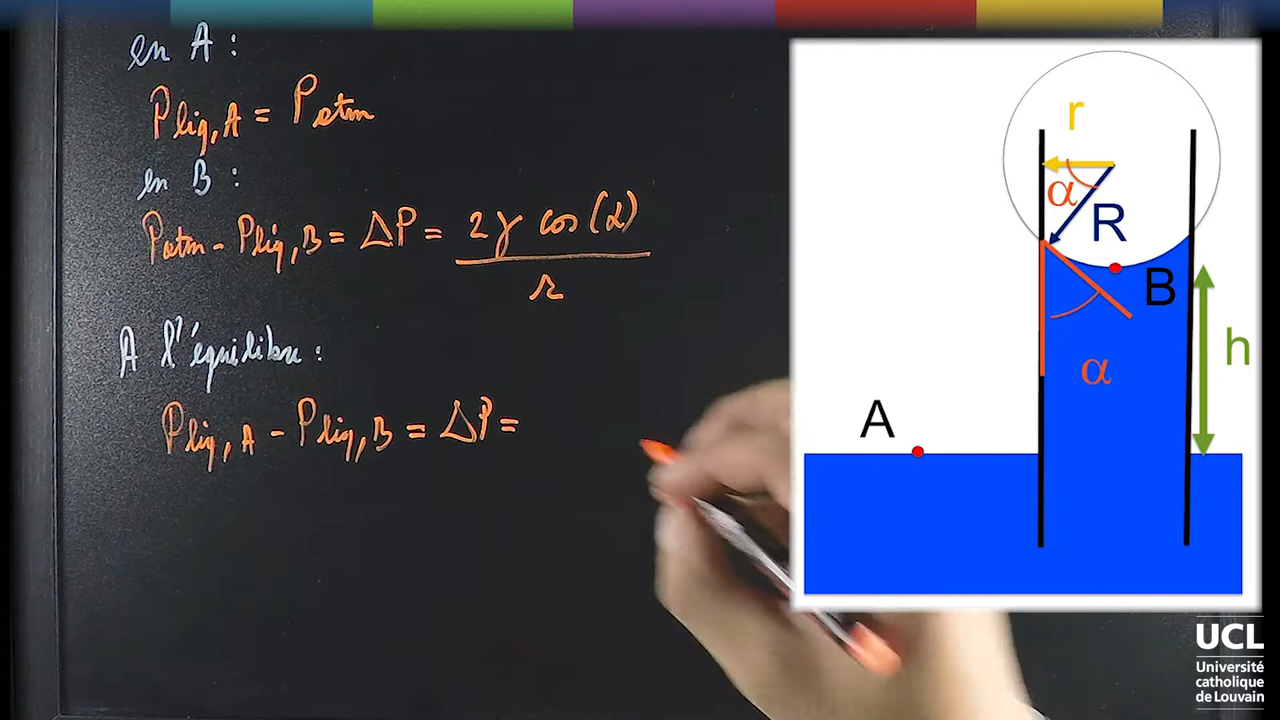 en A :
Pliq, A = Patm
en B :
Patm - Pliq, B = ΔP = 2γ cos(α)
r
A l'équilibre :
Pliq, A - Pliq, B = ΔP =
r
α
R
B
h
α
A
UCL
Université
catholique
de Louvain